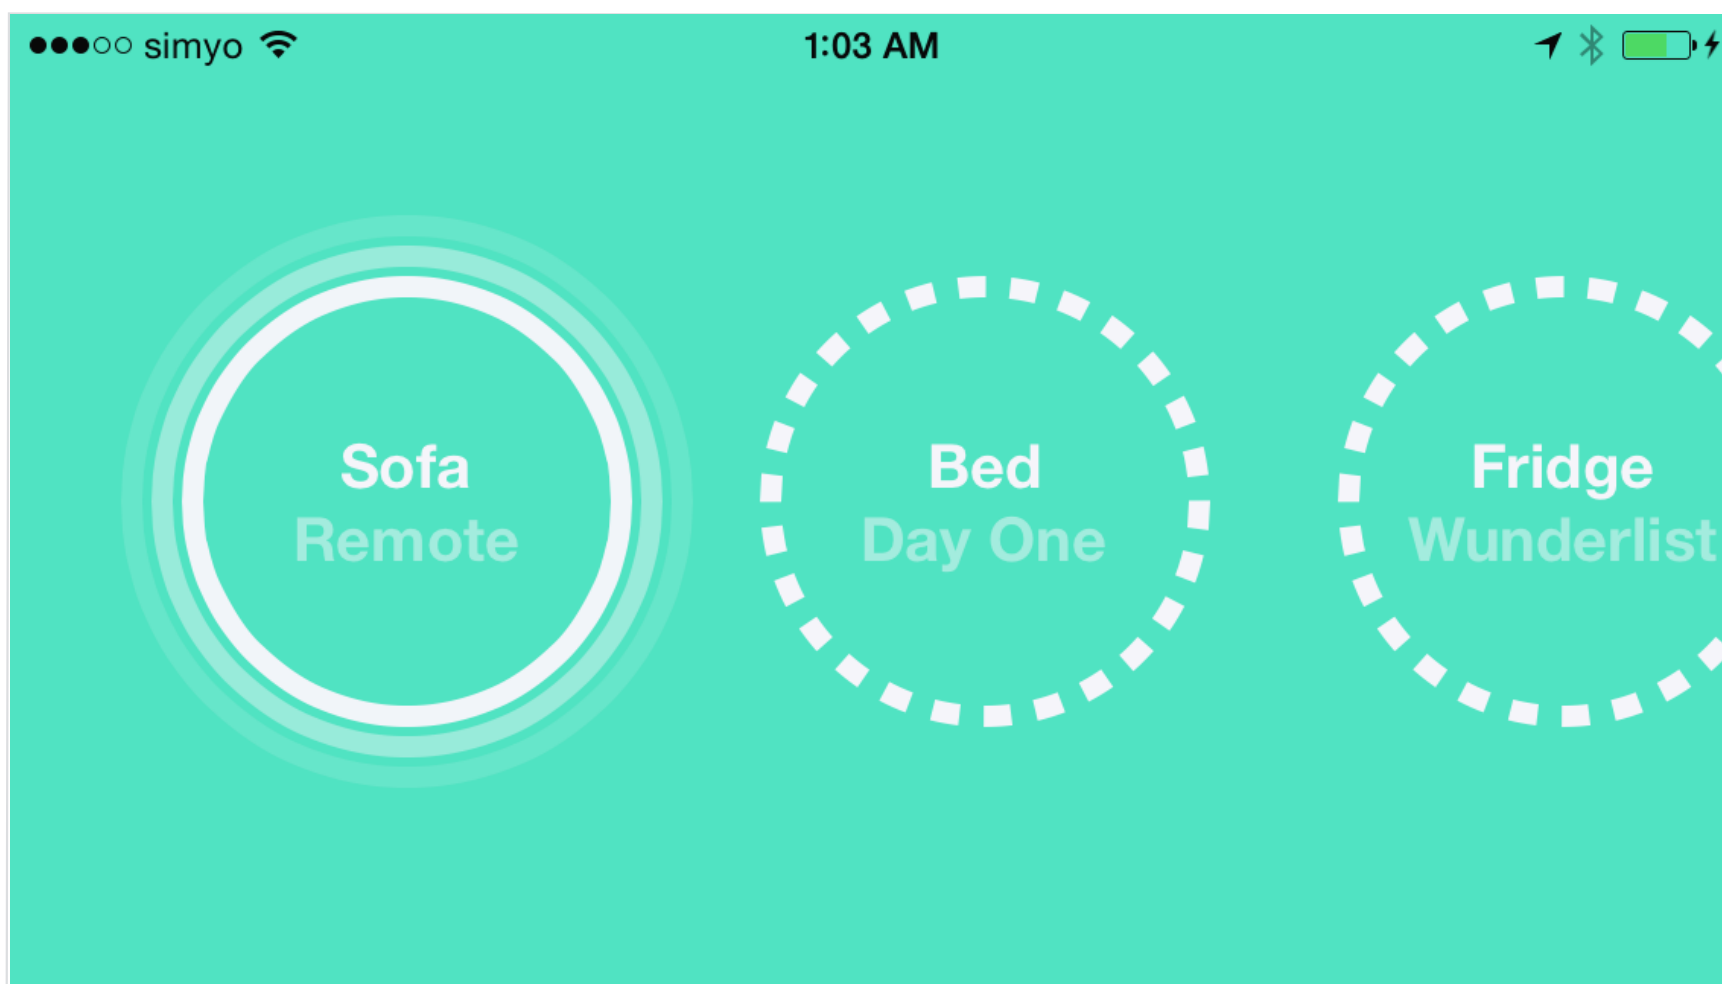 simyo
1:03 AM
Sofa
Remote
Bed
Day One
Fridge
Wunderlist